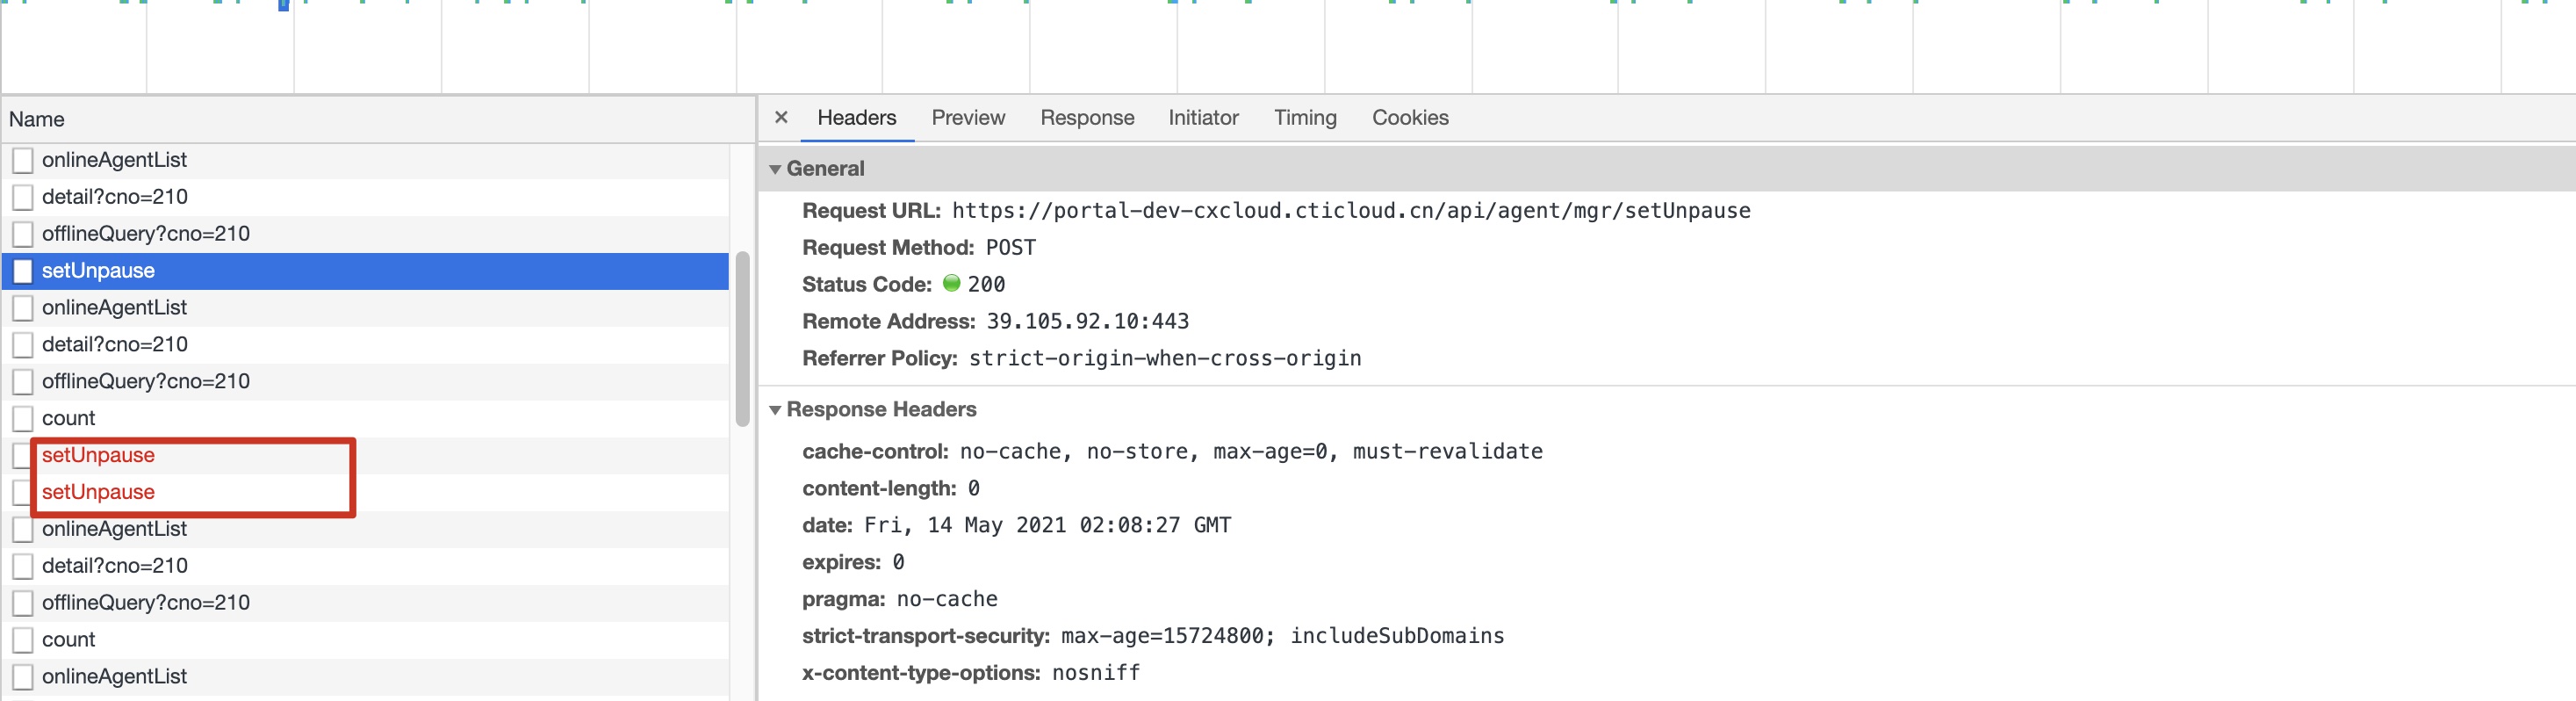 Name
onlineAgentList
detail?cno=210
offlineQuery?cno=210
setUnpause
onlineAgentList
detail?cno=210
offlineQuery?cno=210
count
setUnpause
setUnpause
onlineAgentList
detail?cno=210
offlineQuery?cno=210
count
onlineAgentList
× Headers Preview Response Initiator Timing Cookies
▼ General
Request URL: https://portal-dev-cxcloud.cticloud.cn/api/agent/mgr/setUnpause
Request Method: POST
Status Code: 200
Remote Address: 39.105.92.10:443
Referrer Policy: strict-origin-when-cross-origin
▼ Response Headers
cache-control: no-cache, no-store, max-age=0, must-revalidate
content-length: 0
date: Fri, 14 May 2021 02:08:27 GMT
expires: 0
pragma: no-cache
strict-transport-security: max-age=15724800; includeSubDomains
x-content-type-options: nosniff